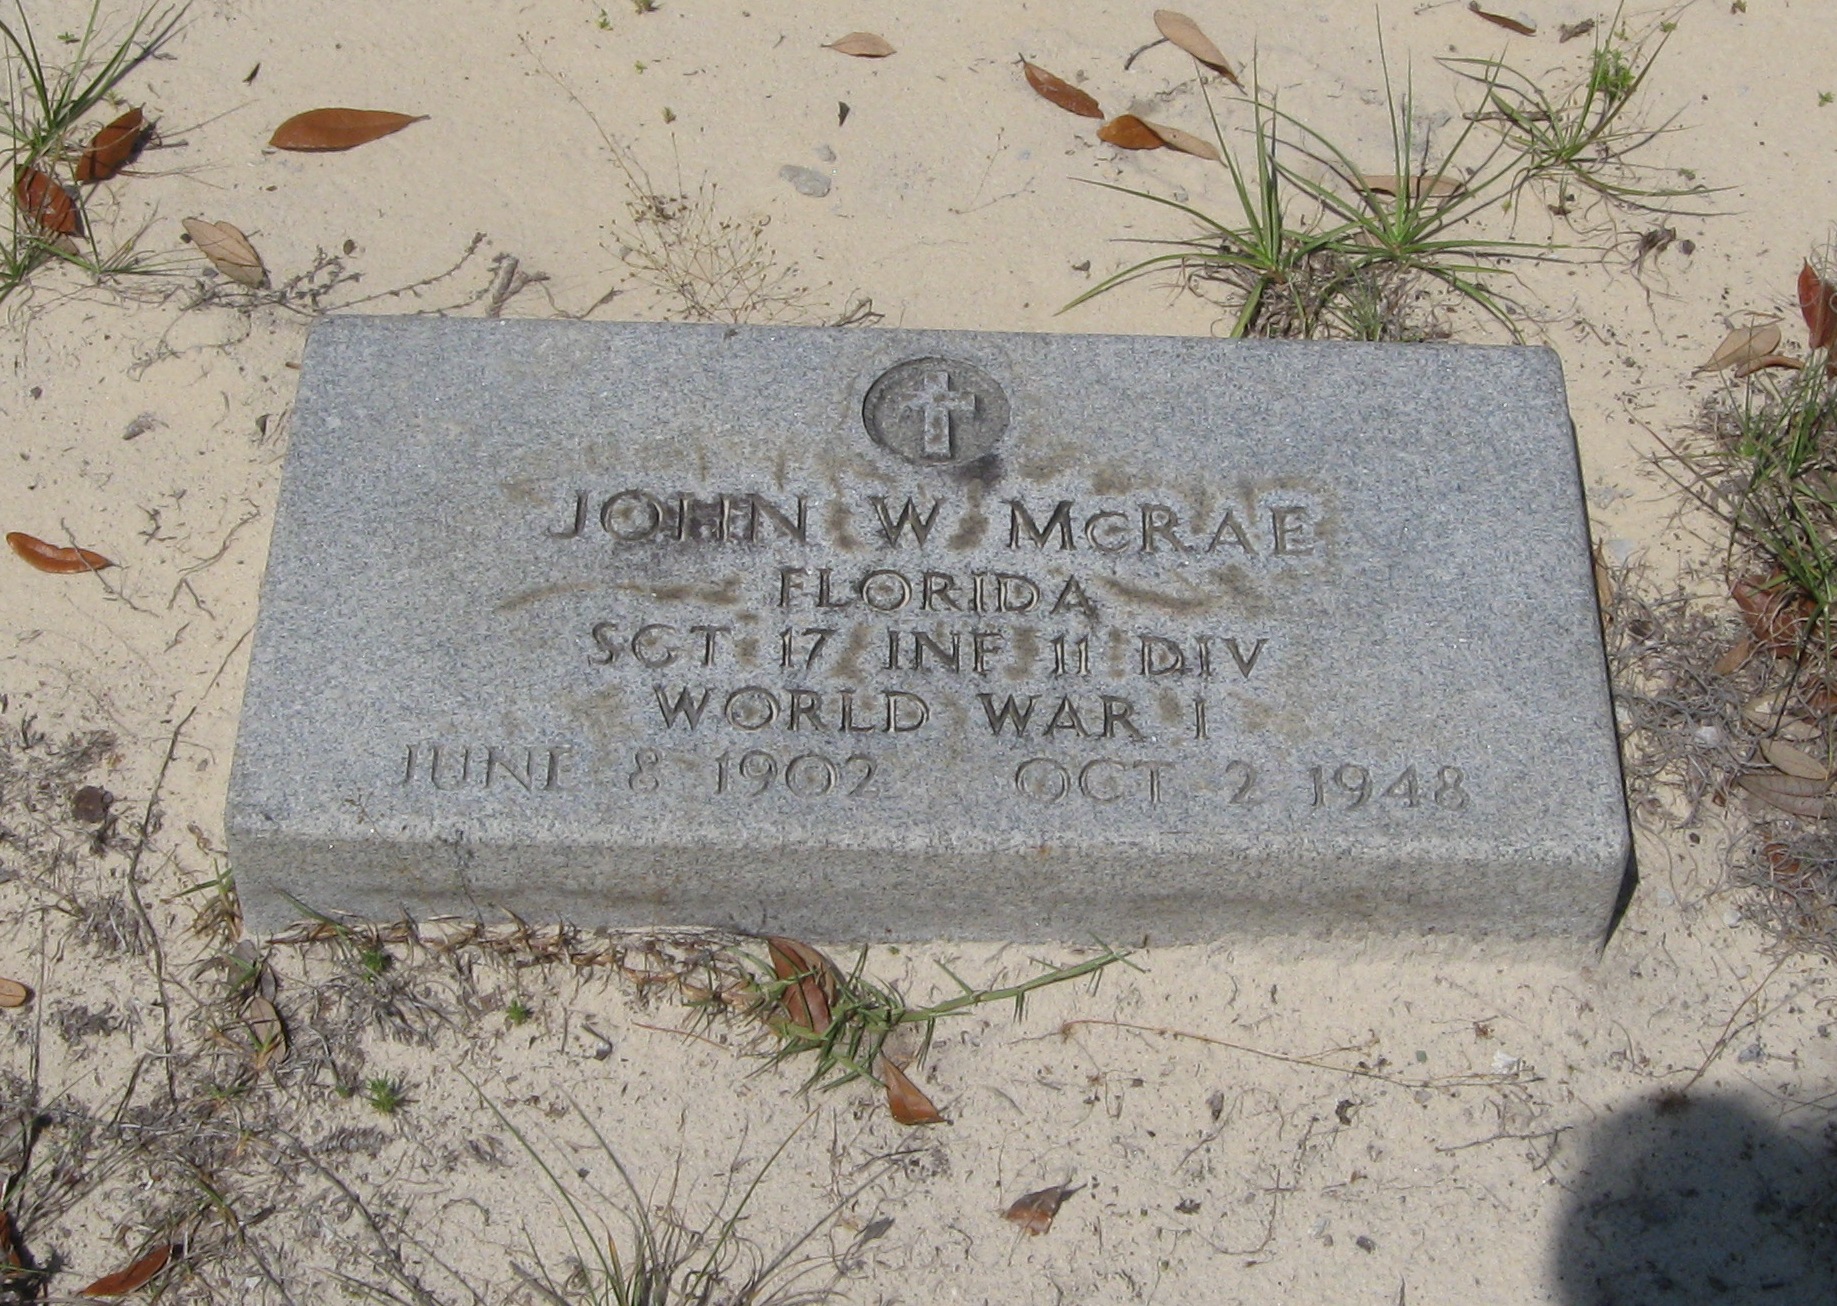 JOHN W McRAE
FLORIDA
SGT 17 INF 11 DIV
WORLD WAR I
JUNE 8 1902 OCT 2 1948